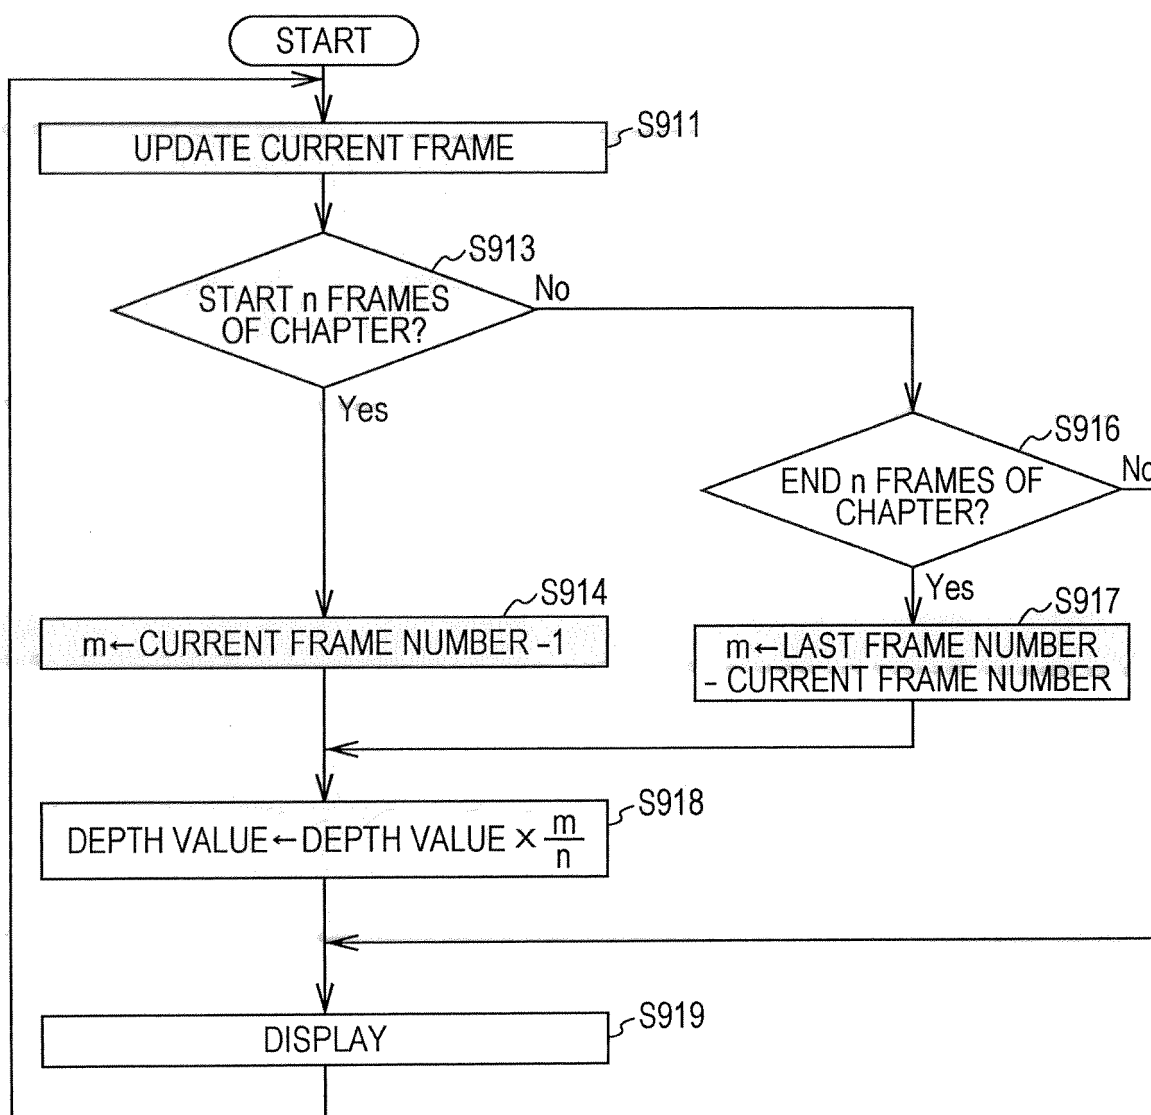 START
UPDATE CURRENT FRAME
S911
S913
START n FRAMES
OF CHAPTER?
No
Yes
S916
END n FRAMES OF
CHAPTER?
No
Yes
S914
m←CURRENT FRAME NUMBER –1
S917
m←LAST FRAME NUMBER
– CURRENT FRAME NUMBER
S918
DEPTH VALUE←DEPTH VALUE × m/n
S919
DISPLAY